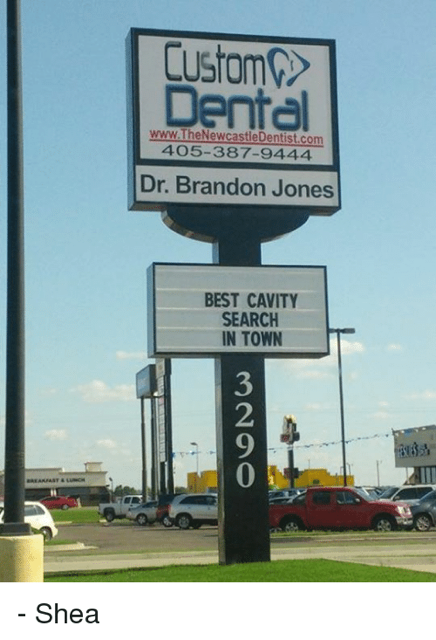 Custom
Dental
www.TheNewcastleDentist.com
405-387-9444
Dr. Brandon Jones
BEST CAVITY
SEARCH
IN TOWN
3
2
9
0
BREAKFAST & LUNCH
- Shea